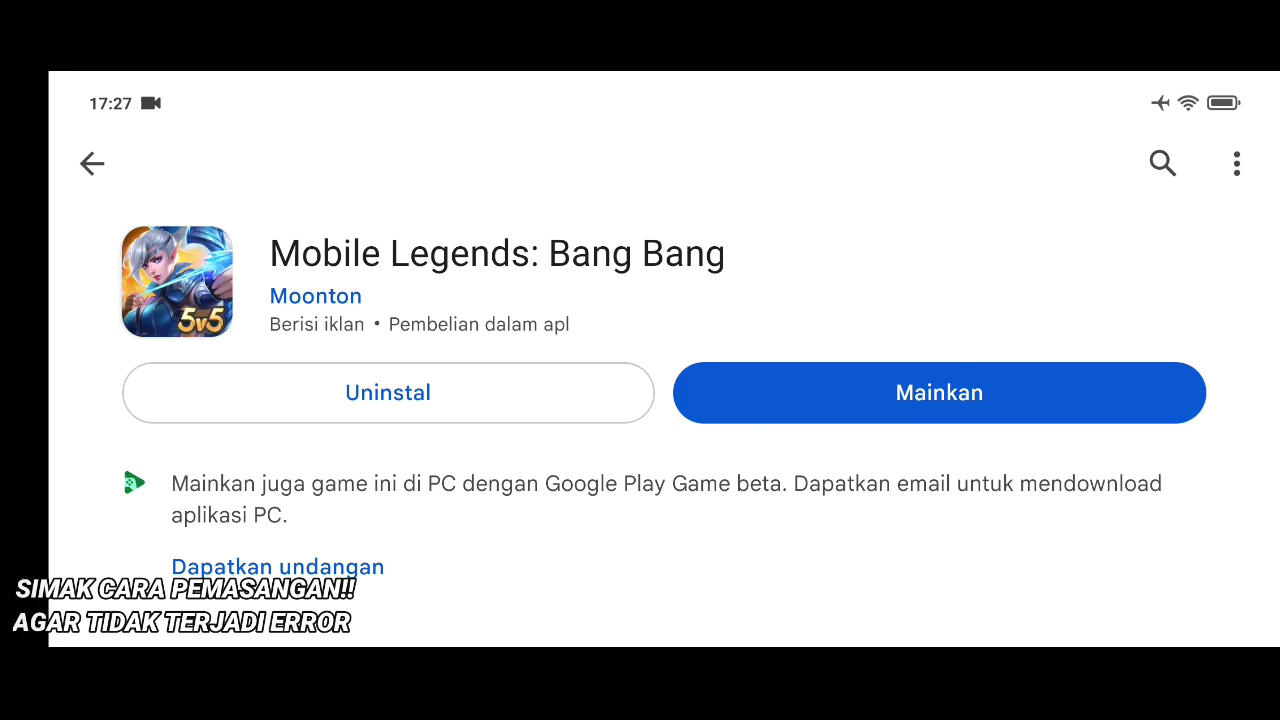 17:27
Mobile Legends: Bang Bang
Moonton
Berisi iklan • Pembelian dalam apl
5v5
Uninstal
Mainkan
Mainkan juga game ini di PC dengan Google Play Game beta. Dapatkan email untuk mendownload
aplikasi PC.
Dapatkan undangan
SIMAK CARA PEMASANGAN!!
AGAR TIDAK TERJADI ERROR